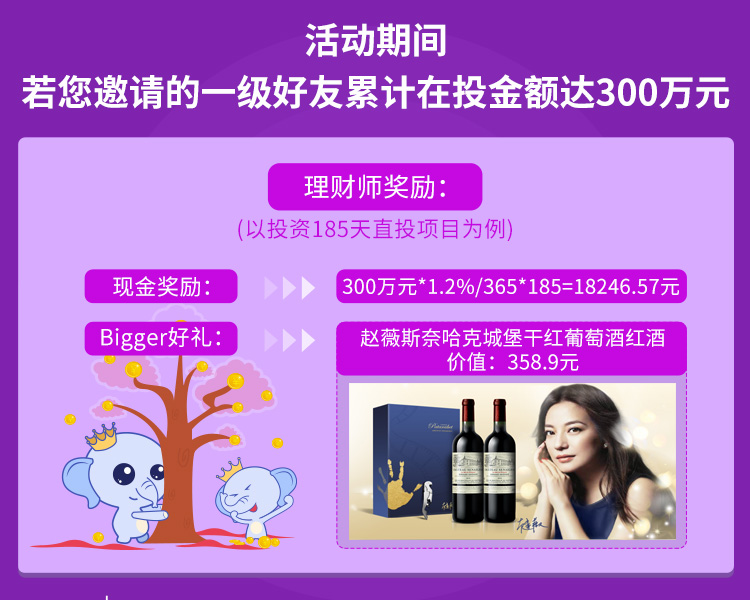 活动期间
若您邀请的一级好友累计在投金额达300万元
理财师奖励：
(以投资185天直投项目为例)
现金奖励：
300万元*1.2%/365*185=18246.57元
Bigger好礼：
赵薇斯奈哈克城堡干红葡萄酒红酒
价值：358.9元